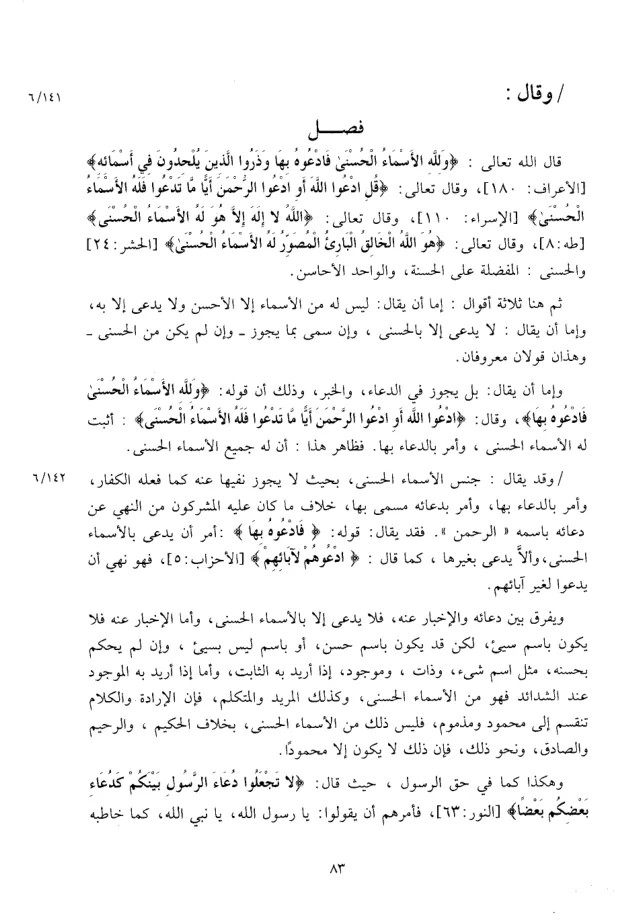 / وقال : ٦/١٤١
فصــــل
قال الله تعالى : ﴿وَللَّه الأَسْمَاءُ الْحُسْنَىٰ فَادْعُوهُ بِهَا وَذَرُوا الَّذِينَ يُلْحِدُونَ فِي أَسْمَائِه﴾
[الأعراف: ١٨٠]، وقال تعالى: ﴿قُلِ ادْعُوا اللَّهَ أَوِ ادْعُوا الرَّحْمَنَ أَيًّا مَّا تَدْعُوا فَلَهُ الأَسْمَاءُ
الْحُسْنَىٰ﴾ [الإسراء: ١١٠]، وقال تعالى: ﴿اللَّهُ لا إِلَهَ إِلاَّ هُوَ لَهُ الأَسْمَاءُ الْحُسْنَى﴾
[طه:٨]، وقال تعالى: ﴿هُوَ اللَّهُ الْخَالِقُ الْبَارِئُ الْمُصَوِّرُ لَهُ الأَسْمَاءُ الْحُسْنَىٰ﴾ [الحشر:٢٤]
والحسنى : المفضلة على الحسنة، والواحد الأحاسن.
ثم هنا ثلاثة أقوال : إما أن يقال: ليس له من الأسماء إلا الأحسن ولا يدعى إلا به،
وإما أن يقال : لا يدعى إلا بالحسنى ، وإن سمى بما يجوز ـ وإن لم يكن من الحسنى ـ
وهذان قولان معروفان.
وإما أن يقال: بل يجوز في الدعاء، والخبر، وذلك أن قوله: ﴿وَللَّه الأَسْمَاءُ الْحُسْنَىٰ
فَادْعُوهُ بِهَا﴾، وقال: ﴿ادْعُوا اللَّهَ أَوِ ادْعُوا الرَّحْمَنَ أَيًّا مَّا تَدْعُوا فَلَهُ الأَسْمَاءُ الْحُسْنَى﴾ : أثبت
له الأسماء الحسنى ، وأمر بالدعاء بها. فظاهر هذا : أن له جميع الأسماء الحسنى.
/ وقد يقال : جنس الأسماء الحسنى، بحيث لا يجوز نفيها عنه كما فعله الكفار، ٦/١٤٢
وأمر بالدعاء بها، وأمر بدعائه مسمى بها، خلاف ما كان عليه المشركون من النهي عن
دعائه باسمه « الرحمن ». فقد يقال: قوله: ﴿ فَادْعُوهُ بِهَا ﴾ :أمر أن يدعى بالأسماء
الحسنى،وألاَّ يدعى بغيرها ، كما قال : ﴿ ادْعُوهُمْ لآبَائِهِمْ ﴾ [الأحزاب:٥]، فهو نهي أن
يدعوا لغير آبائهم.
ويفرق بين دعائه والإخبار عنه، فلا يدعى إلا بالأسماء الحسنى، وأما الإخبار عنه فلا
يكون باسم سيئ، لكن قد يكون باسم حسن، أو باسم ليس بسيئ ، وإن لم يحكم
بحسنه، مثل اسم شيء، وذات ، وموجود، إذا أريد به الثابت، وأما إذا أريد به الموجود
عند الشدائد فهو من الأسماء الحسنى، وكذلك المريد والمتكلم، فإن الإرادة والكلام
تنقسم إلى محمود ومذموم، فليس ذلك من الأسماء الحسنى، بخلاف الحكيم ، والرحيم
والصادق، ونحو ذلك، فإن ذلك لا يكون إلا محمودًا.
وهكذا كما في حق الرسول ، حيث قال: ﴿لا تَجْعَلُوا دُعَاءَ الرَّسُولِ بَيْنَكُمْ كَدُعَاءِ
بَعْضِكُم بَعْضًا﴾ [النور:٦٣]، فأمرهم أن يقولوا: يا رسول الله، يا نبي الله، كما خاطبه
٨٣